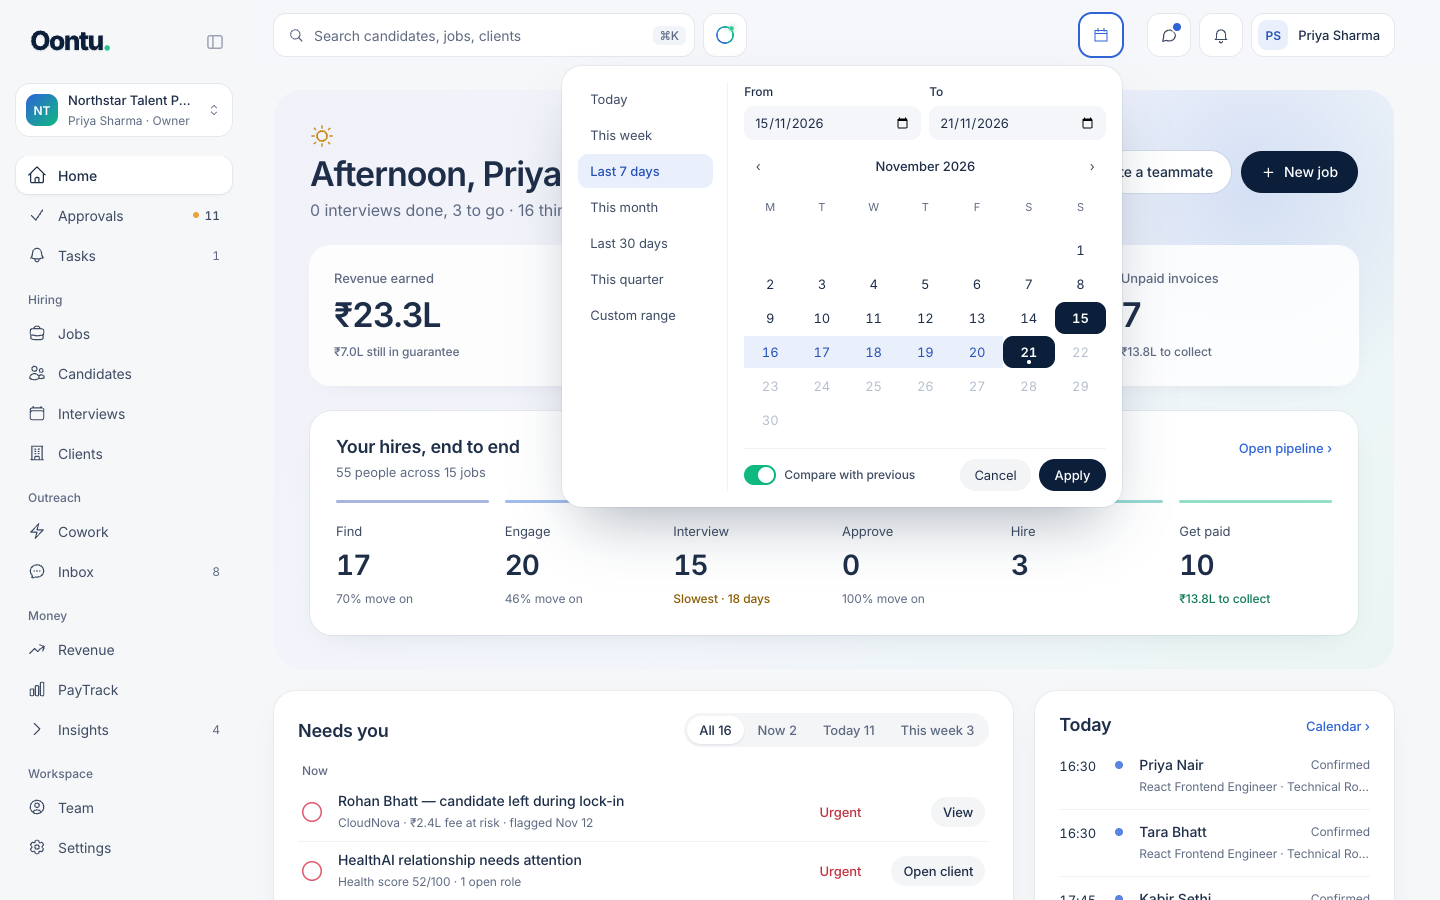 Oontu.
NT
Northstar Talent P...
Priya Sharma · Owner
Home
Approvals 11
Tasks 1
Hiring
Jobs
Candidates
Interviews
Clients
Outreach
Cowork
Inbox 8
Money
Revenue
PayTrack
Insights 4
Workspace
Team
Settings
Search candidates, jobs, clients ⌘K
PS Priya Sharma
Afternoon, Priya
0 interviews done, 3 to go · 16
a teammate
+ New job
Revenue earned
₹23.3L
₹7.0L still in guarantee
Unpaid invoices
7
₹13.8L to collect
Today
This week
Last 7 days
This month
Last 30 days
This quarter
Custom range
From To
15/11/2026 21/11/2026
‹ November 2026 ›
M T W T F S S
1
2 3 4 5 6 7 8
9 10 11 12 13 14 15
16 17 18 19 20 21 22
23 24 25 26 27 28 29
30
Compare with previous Cancel Apply
Your hires, end to end
55 people across 15 jobs
Open pipeline ›
Find Engage Interview Approve Hire Get paid
17 20 15 0 3 10
70% move on 46% move on Slowest · 18 days 100% move on ₹13.8L to collect
Needs you
All 16 Now 2 Today 11 This week 3
Now
Rohan Bhatt — candidate left during lock-in
CloudNova · ₹2.4L fee at risk · flagged Nov 12
Urgent View
HealthAI relationship needs attention
Health score 52/100 · 1 open role
Urgent Open client
Today Calendar ›
16:30 Priya Nair Confirmed
React Frontend Engineer · Technical Ro...
16:30 Tara Bhatt Confirmed
React Frontend Engineer · Technical Ro...
17:45 Kabir Sethi Confirmed